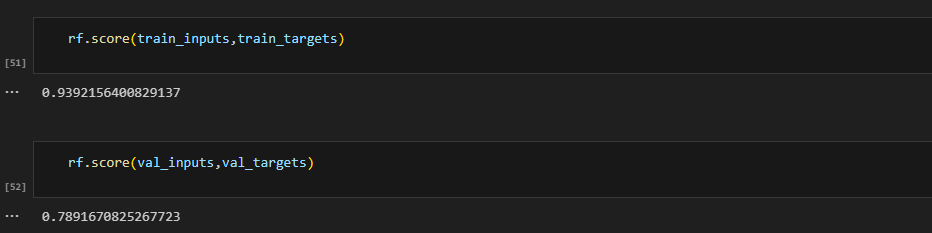 rf.score(train_inputs,train_targets)
[51]
... 0.9392156400829137
rf.score(val_inputs,val_targets)
[52]
... 0.7891670825267723